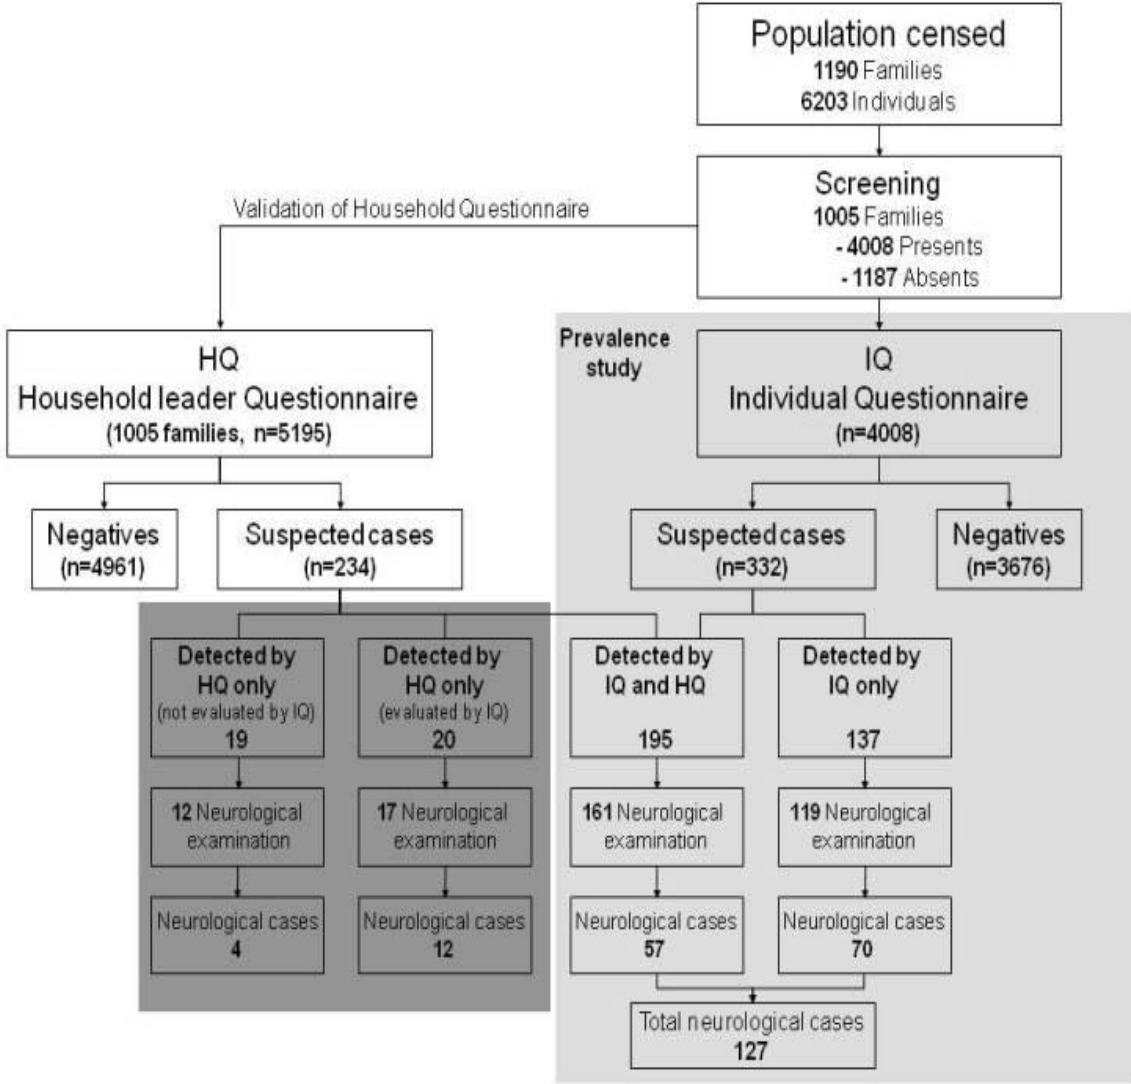 Population censed
1190 Families
6203 Individuals
Screening
1005 Families
- 4008 Presents
- 1187 Absents
Validation of Household Questionnaire
HQ
Household leader Questionnaire
(1005 families, n=5195)
Prevalence
study
IQ
Individual Questionnaire
(n=4008)
Negatives
(n=4961)
Suspected cases
(n=234)
Suspected cases
(n=332)
Negatives
(n=3676)
Detected by
HQ only
(not evaluated by IQ)
19
Detected by
HQ only
(evaluated by IQ)
20
Detected by
IQ and HQ
195
Detected by
IQ only
137
12 Neurological
examination
17 Neurological
examination
161 Neurological
examination
119 Neurological
examination
Neurological cases
4
Neurological cases
12
Neurological cases
57
Neurological cases
70
Total neurological cases
127